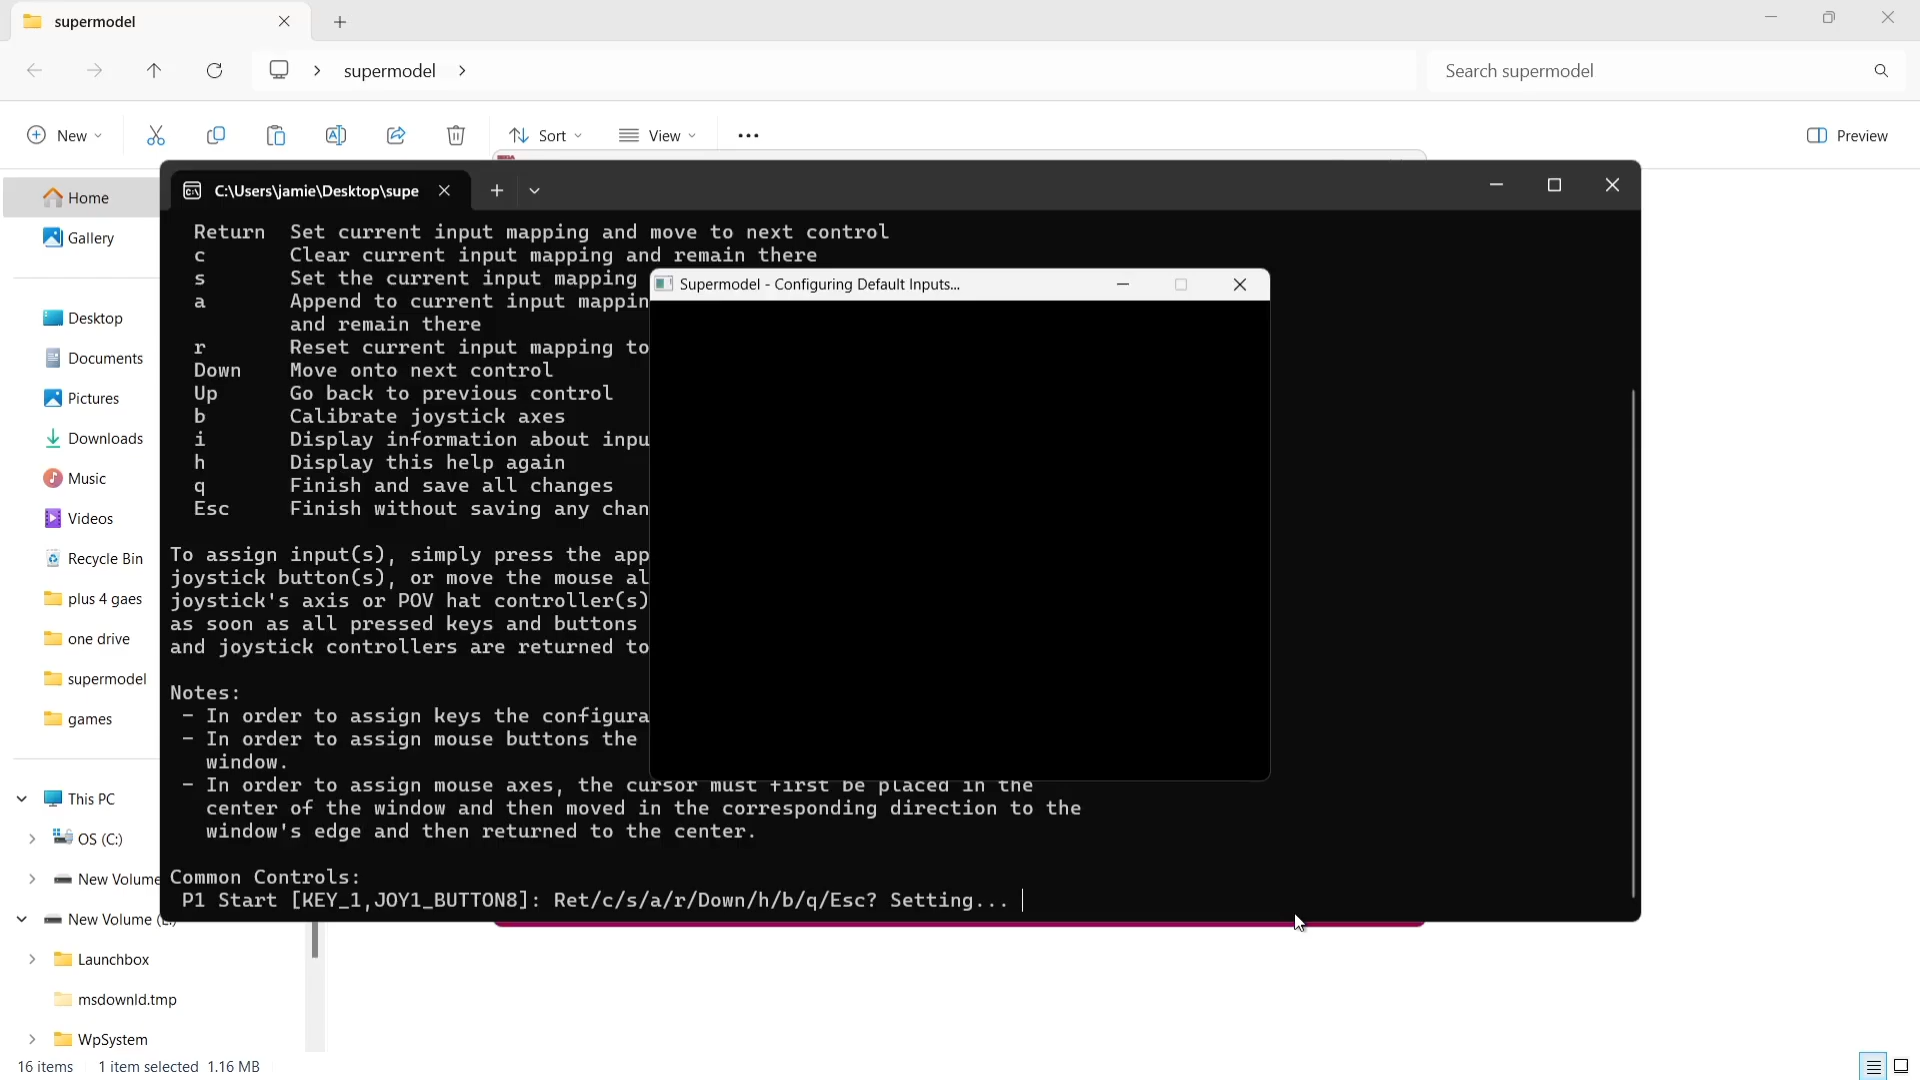 supermodel
supermodel
Search supermodel
New
Sort
View
Preview
Home
Gallery
Desktop
Documents
Pictures
Downloads
Music
Videos
Recycle Bin
plus 4 gaes
one drive
supermodel
games
This PC
OS (C:)
New Volume
New Volume (
Launchbox
msdownld.tmp
WpSystem
16 items 1 item selected 1.16 MB
C:\Users\jamie\Desktop\supe
Return Set current input mapping and move to next control
c Clear current input mapping and remain there
s Set the current input mapping
a Append to current input mappin
and remain there
r Reset current input mapping to
Down Move onto next control
Up Go back to previous control
b Calibrate joystick axes
i Display information about inpu
h Display this help again
q Finish and save all changes
Esc Finish without saving any chan
To assign input(s), simply press the app
joystick button(s), or move the mouse al
joystick's axis or POV hat controller(s)
as soon as all pressed keys and buttons
and joystick controllers are returned to
Notes:
- In order to assign keys the configura
- In order to assign mouse buttons the
window.
- In order to assign mouse axes, the cursor must first be placed in the
center of the window and then moved in the corresponding direction to the
window's edge and then returned to the center.
Common Controls:
P1 Start [KEY_1,JOY1_BUTTON8]: Ret/c/s/a/r/Down/h/b/q/Esc? Setting...
Supermodel - Configuring Default Inputs...